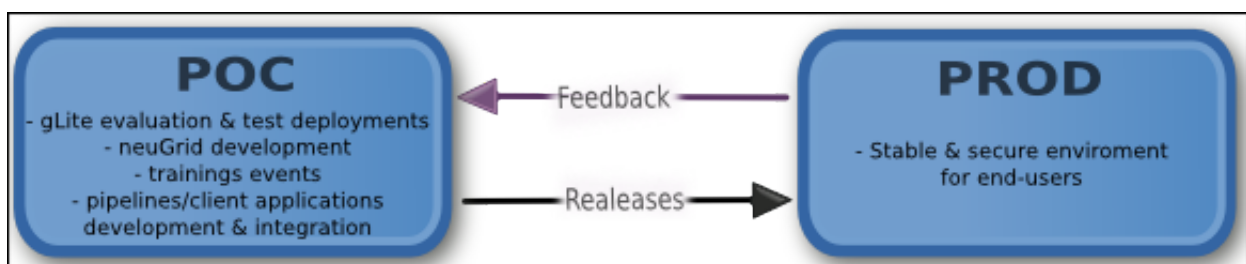 POC
- gLite evaluation & test deployments
- neuGrid development
- trainings events
- pipelines/client applications
development & integration
Feedback
Realeases
PROD
- Stable & secure enviroment
for end-users